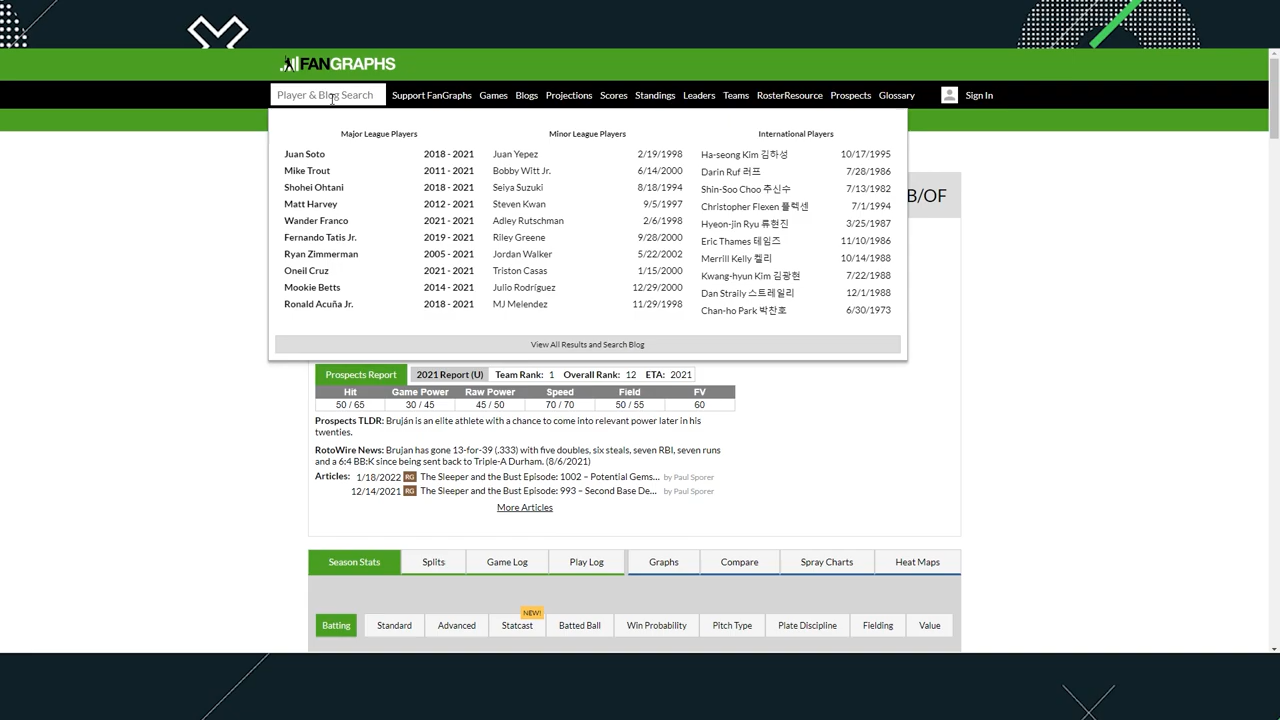 FANGRAPHS
Player & Blog Search Support FanGraphs Games Blogs Projections Scores Standings Leaders Teams RosterResource Prospects Glossary Sign In
Major League Players Minor League Players International Players
Juan Soto 2018 - 2021 Juan Yepez 2/19/1998 Ha-seong Kim 김하성 10/17/1995
Mike Trout 2011 - 2021 Bobby Witt Jr. 6/14/2000 Darin Ruf 러프 7/28/1986
Shohei Ohtani 2018 - 2021 Seiya Suzuki 8/18/1994 Shin-Soo Choo 추신수 7/13/1982
Matt Harvey 2012 - 2021 Steven Kwan 9/5/1997 Christopher Flexen 플렉센 7/1/1994
Wander Franco 2021 - 2021 Adley Rutschman 2/6/1998 Hyeon-jin Ryu 류현진 3/25/1987
Fernando Tatis Jr. 2019 - 2021 Riley Greene 9/28/2000 Eric Thames 테임즈 11/10/1986
Ryan Zimmerman 2005 - 2021 Jordan Walker 5/22/2002 Merrill Kelly 켈리 10/14/1988
Oneil Cruz 2021 - 2021 Triston Casas 1/15/2000 Kwang-hyun Kim 김광현 7/22/1988
Mookie Betts 2014 - 2021 Julio Rodríguez 12/29/2000 Dan Straily 스트레일리 12/1/1988
Ronald Acuña Jr. 2018 - 2021 MJ Melendez 11/29/1998 Chan-ho Park 박찬호 6/30/1973
B/OF
View All Results and Search Blog
Prospects Report 2021 Report (U) Team Rank: 1 Overall Rank: 12 ETA: 2021
Hit Game Power Raw Power Speed Field FV
50 / 65 30 / 45 45 / 50 70 / 70 50 / 55 60
Prospects TLDR: Bruján is an elite athlete with a chance to come into relevant power later in his
twenties.
RotoWire News: Brujan has gone 13-for-39 (.333) with five doubles, six steals, seven RBI, seven runs
and a 6:4 BB:K since being sent back to Triple-A Durham. (8/6/2021)
Articles: 1/18/2022 RG The Sleeper and the Bust Episode: 1002 – Potential Gems... by Paul Sporer
12/14/2021 RG The Sleeper and the Bust Episode: 993 – Second Base De... by Paul Sporer
More Articles
Season Stats Splits Game Log Play Log Graphs Compare Spray Charts Heat Maps
NEW!
Batting Standard Advanced Statcast Batted Ball Win Probability Pitch Type Plate Discipline Fielding Value